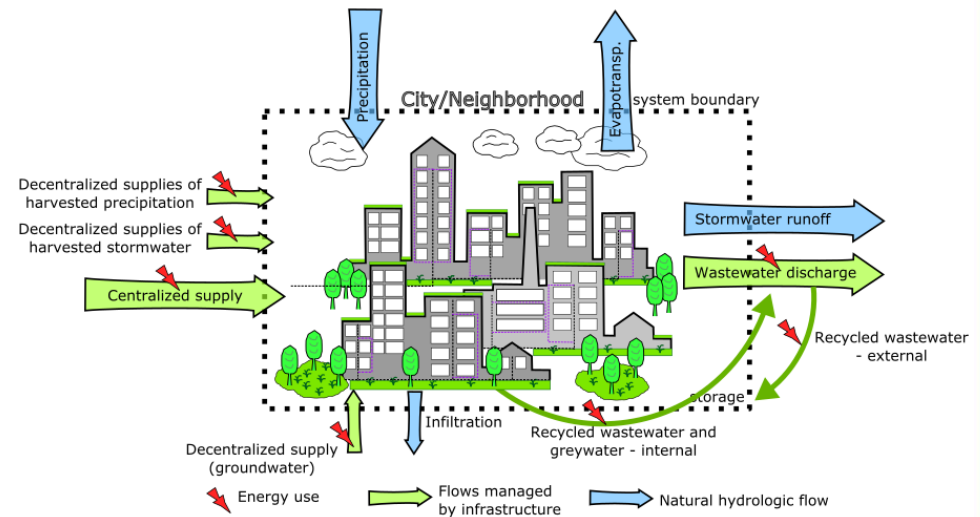 Precipitation
Evapotransp.
City/Neighborhood
system boundary
Decentralized supplies of
harvested precipitation
Decentralized supplies of
harvested stormwater
Centralized supply
Stormwater runoff
Wastewater discharge
Recycled wastewater
- external
storage
Infiltration
Recycled wastewater and
greywater - internal
Decentralized supply
(groundwater)
Energy use
Flows managed
by infrastructure
Natural hydrologic flow